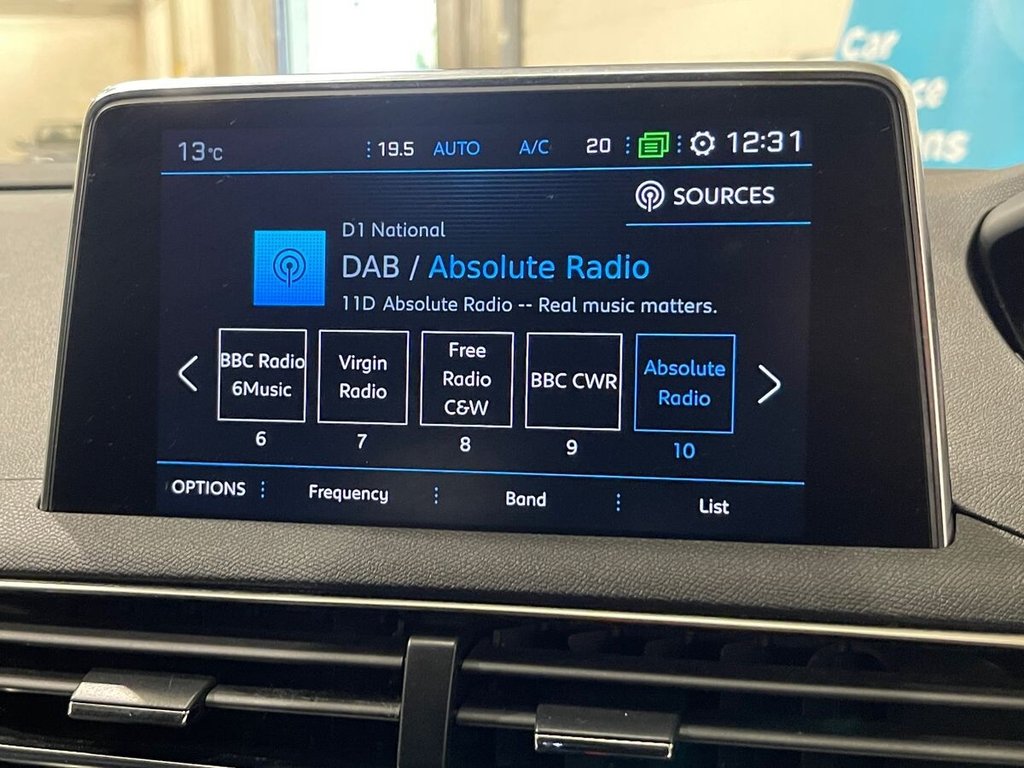 Car
13°C 19.5 AUTO A/C 20 12:31
SOURCES
D1 National
DAB / Absolute Radio
11D Absolute Radio -- Real music matters.
BBC Radio
6Music
Virgin
Radio
Free
Radio
C&W
BBC CWR
Absolute
Radio
6 7 8 9 10
OPTIONS Frequency Band List